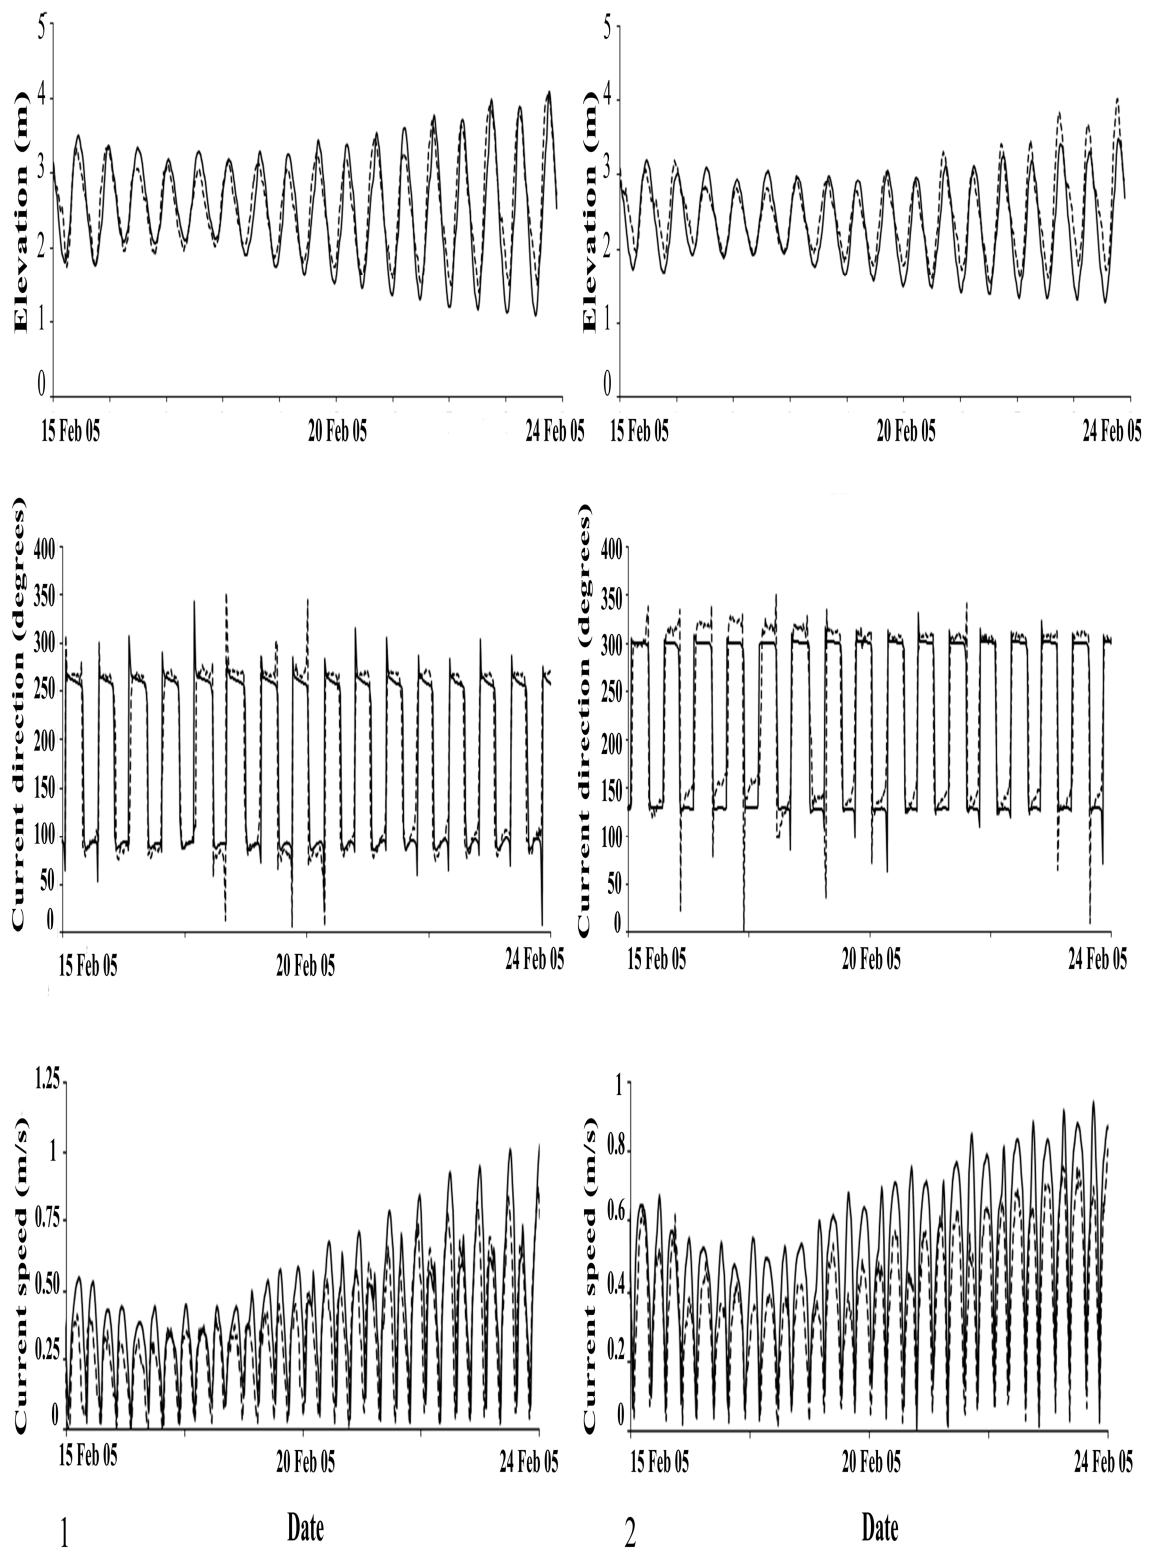 Elevation (m)
5
4
3
2
1
0
15 Feb 05
20 Feb 05
24 Feb 05
Elevation (m)
5
4
3
2
1
0
15 Feb 05
20 Feb 05
24 Feb 05
Current direction (degrees)
400
350
300
250
200
150
100
50
0
15 Feb 05
20 Feb 05
24 Feb 05
Current direction (degrees)
400
350
300
250
200
150
100
50
0
15 Feb 05
20 Feb 05
24 Feb 05
Current speed (m/s)
1.25
1
0.75
0.50
0.25
0
15 Feb 05
20 Feb 05
24 Feb 05
Current speed (m/s)
1
0.8
0.6
0.4
0.2
0
15 Feb 05
20 Feb 05
24 Feb 05
1
Date
2
Date